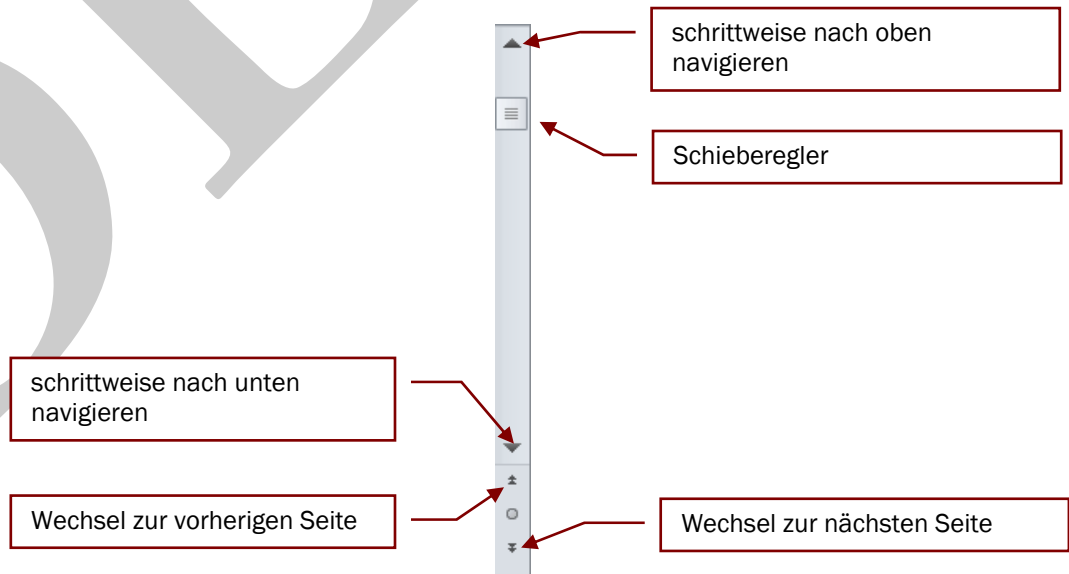 schrittweise nach oben
navigieren
Schieberegler
schrittweise nach unten
navigieren
Wechsel zur vorherigen Seite
Wechsel zur nächsten Seite